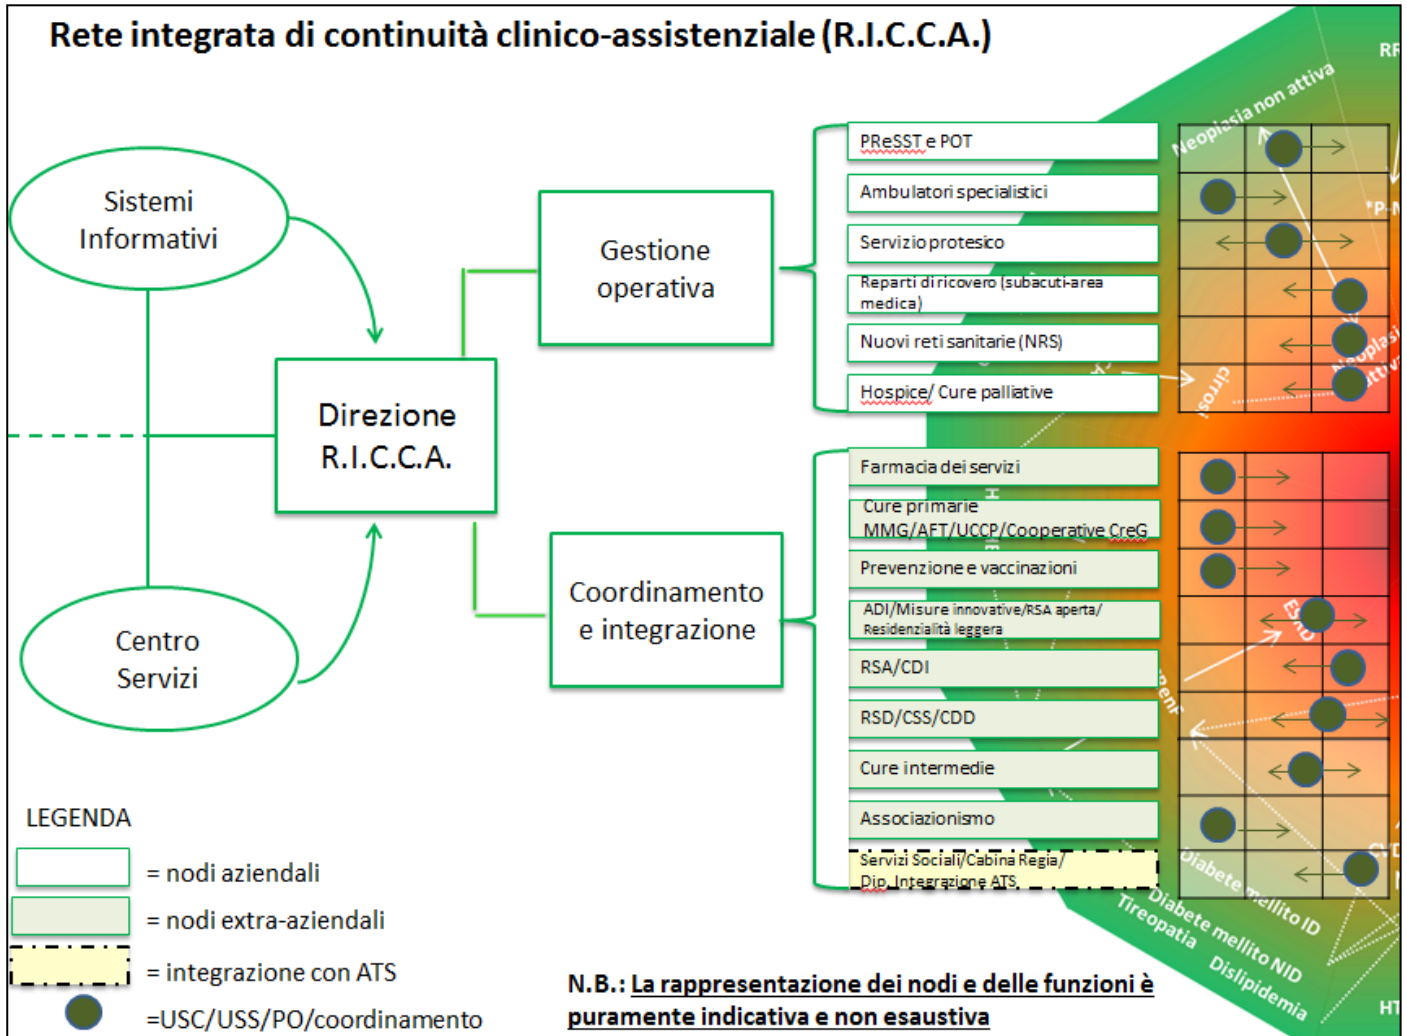 Rete integrata di continuità clinico-assistenziale (R.I.C.C.A.)
Sistemi
Informativi
Centro
Servizi
Direzione
R.I.C.C.A.
Gestione
operativa
Coordinamento
e integrazione
PReSST e POT
Ambulatori specialistici
Servizio protesico
Reparti di ricovero (subacuti-area
medica)
Nuovi reti sanitarie (NRS)
Hospice/ Cure palliative
Farmacia dei servizi
Cure primarie
MMG/AFT/UCCP/Cooperative CreG
Prevenzione e vaccinazioni
ADI/Misure innovative/RSA aperta/
Residenzialità leggera
RSA/CDI
RSD/CSS/CDD
Cure intermedie
Associazionismo
Servizi Sociali/Cabina Regia/
Dip. Integrazione ATS
Neoplasia non attiva
cirrosi
ESRD
Diabete mellito ID
Diabete mellito NID
Tireopatia
Dislipidemia
LEGENDA
= nodi aziendali
= nodi extra-aziendali
= integrazione con ATS
=USC/USS/PO/coordinamento
N.B.: La rappresentazione dei nodi e delle funzioni è
puramente indicativa e non esaustiva